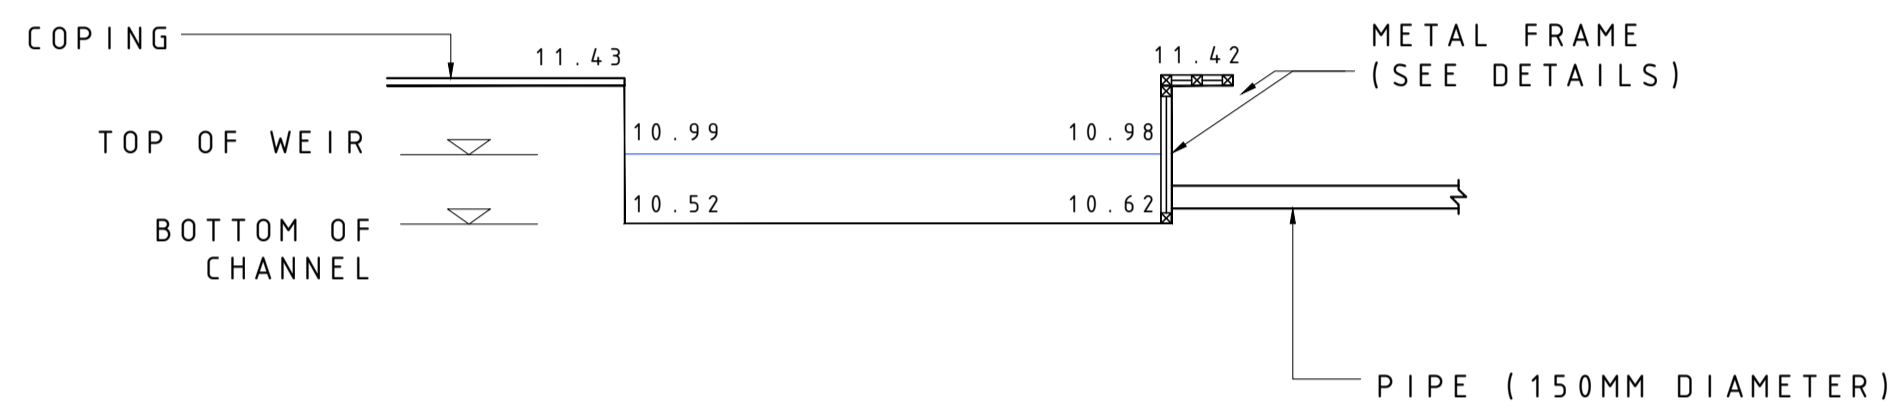 COPING
11.43
11.42
METAL FRAME
(SEE DETAILS)
TOP OF WEIR
10.99
10.98
10.52
10.62
BOTTOM OF
CHANNEL
PIPE (150MM DIAMETER)